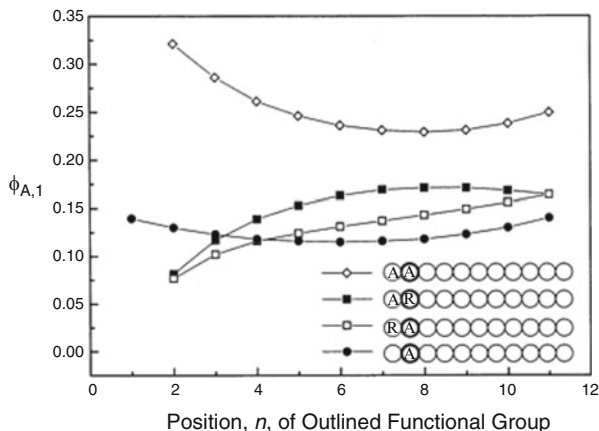 0.35
0.30
0.25
0.20
0.15
0.10
0.05
0.00
ϕA,1
A A
A R
R A
A
0 2 4 6 8 10 12
Position, n, of Outlined Functional Group